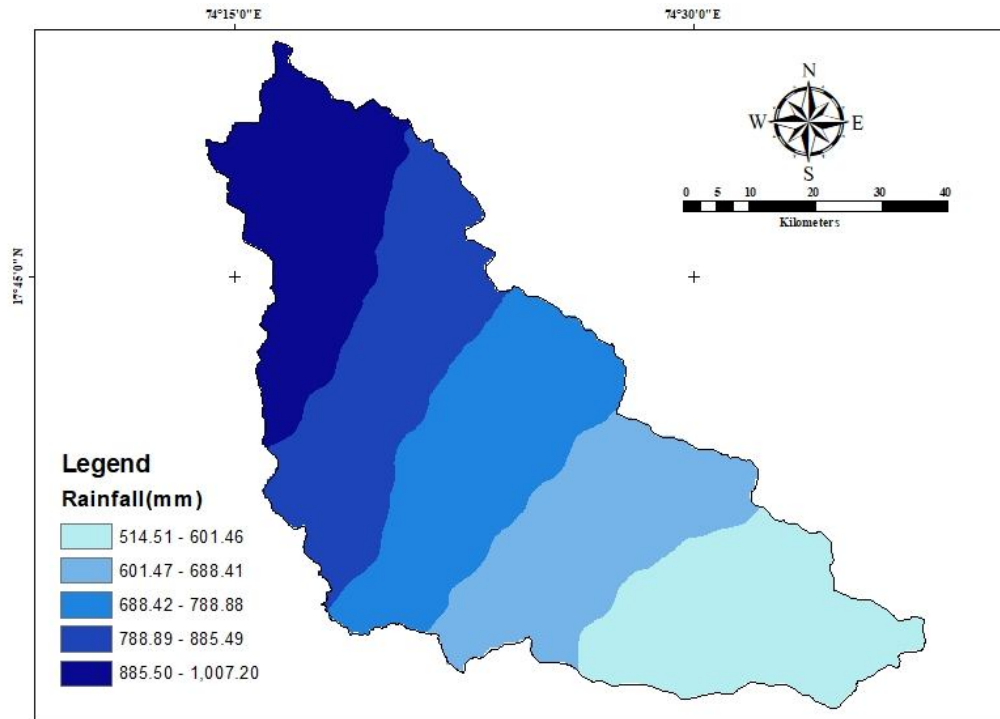 74°15'0"E
74°30'0"E
N
W E
S
0 5 10 20 30 40
Kilometers
17°45'0"N
Legend
Rainfall(mm)
514.51 - 601.46
601.47 - 688.41
688.42 - 788.88
788.89 - 885.49
885.50 - 1,007.20